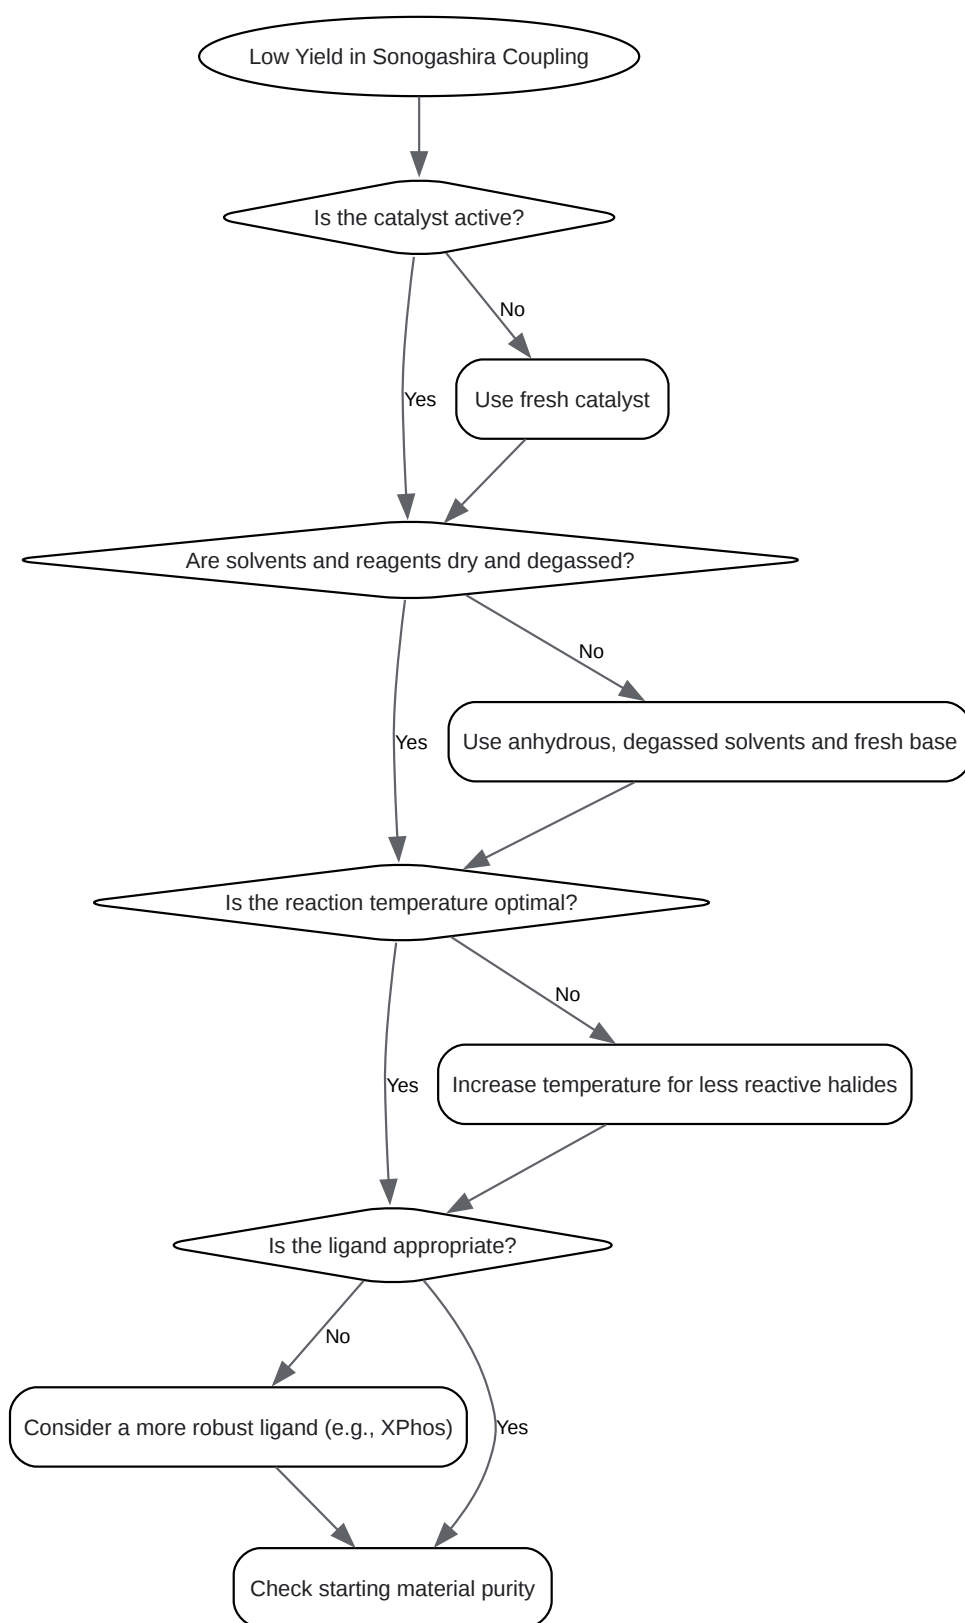 Low Yield in Sonogashira Coupling
Is the catalyst active?
No
Yes
Use fresh catalyst
Are solvents and reagents dry and degassed?
No
Yes
Use anhydrous, degassed solvents and fresh base
Is the reaction temperature optimal?
No
Yes
Increase temperature for less reactive halides
Is the ligand appropriate?
No
Consider a more robust ligand (e.g., XPhos)
Yes
Check starting material purity